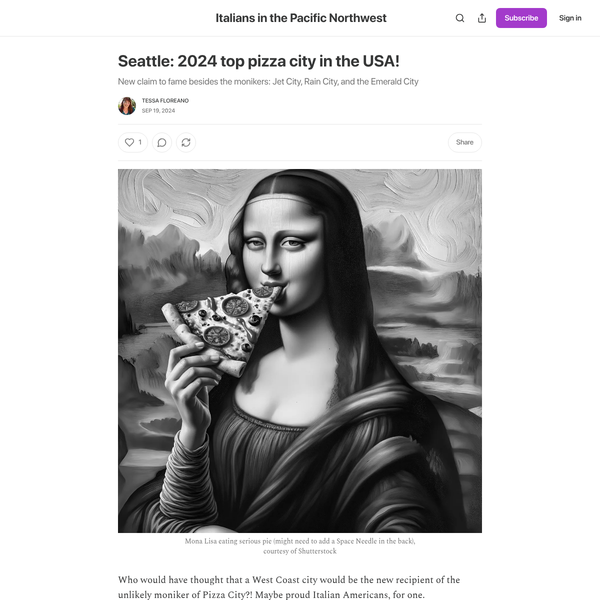 Italians in the Pacific Northwest
Subscribe
Sign in
Seattle: 2024 top pizza city in the USA!
New claim to fame besides the monikers: Jet City, Rain City, and the Emerald City
TESSA FLOREANO
SEP 19, 2024
1
Share
Mona Lisa eating serious pie (might need to add a Space Needle in the back),
courtesy of Shutterstock
Who would have thought that a West Coast city would be the new recipient of the
unlikely moniker of Pizza City?! Maybe proud Italian Americans, for one.